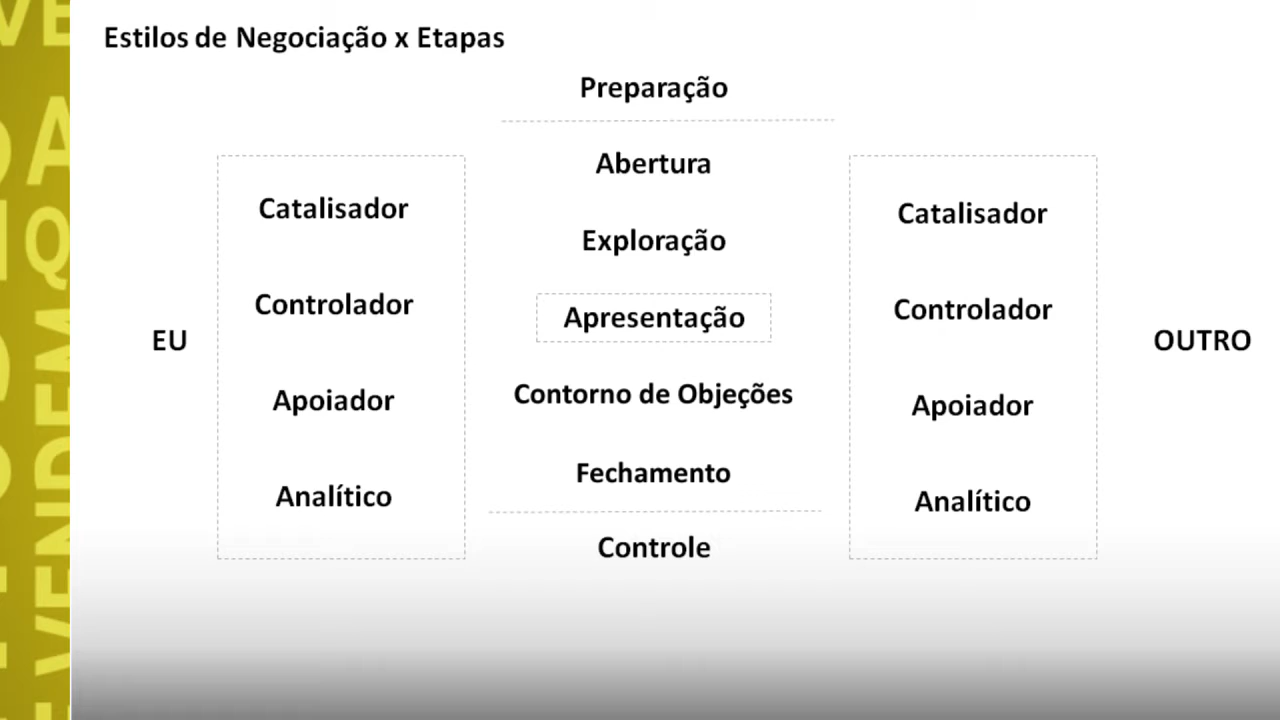 Estilos de Negociação x Etapas
Preparação
Abertura
Exploração
Apresentação
Contorno de Objeções
Fechamento
Controle
EU
Catalisador
Controlador
Apoiador
Analítico
Catalisador
Controlador
Apoiador
Analítico
OUTRO